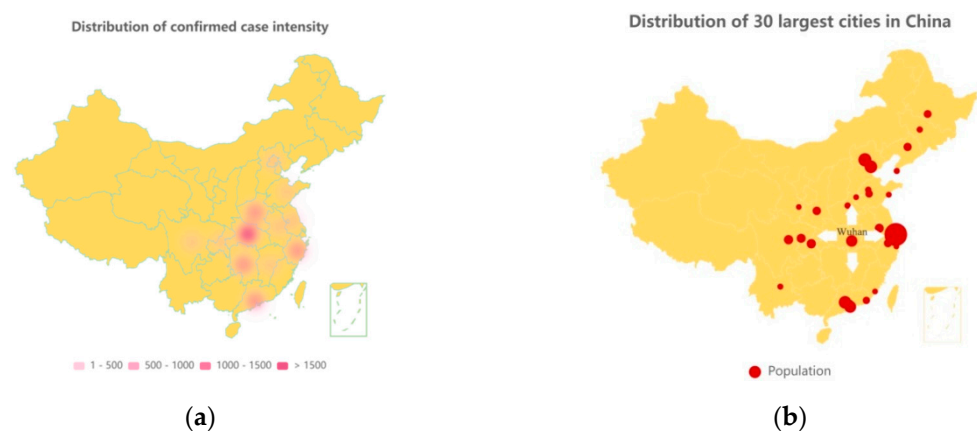 Distribution of confirmed case intensity
1 - 500 500 - 1000 1000 - 1500 > 1500
(a)
Distribution of 30 largest cities in China
Wuhan
Population
(b)